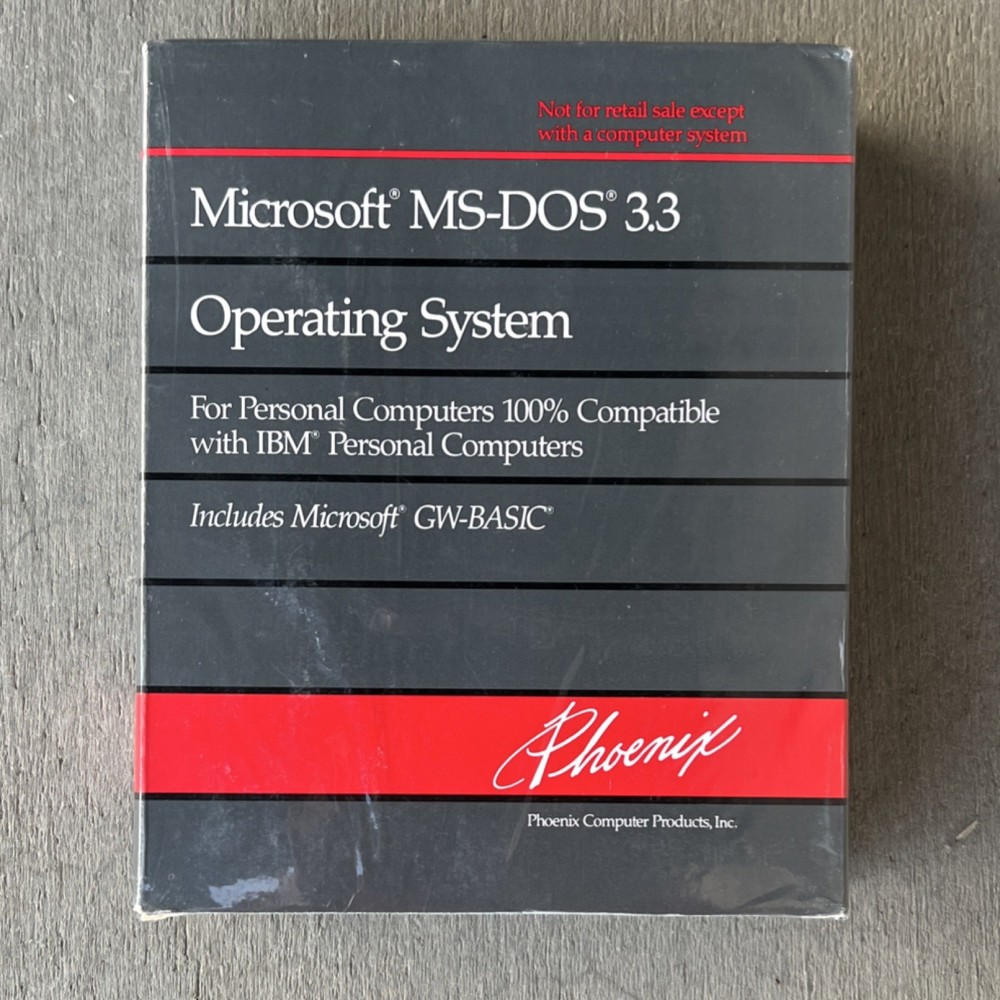 Not for retail sale except
with a computer system
Microsoft® MS-DOS® 3.3
Operating System
For Personal Computers 100% Compatible
with IBM® Personal Computers
Includes Microsoft® GW-BASIC®
Phoenix
Phoenix Computer Products, Inc.